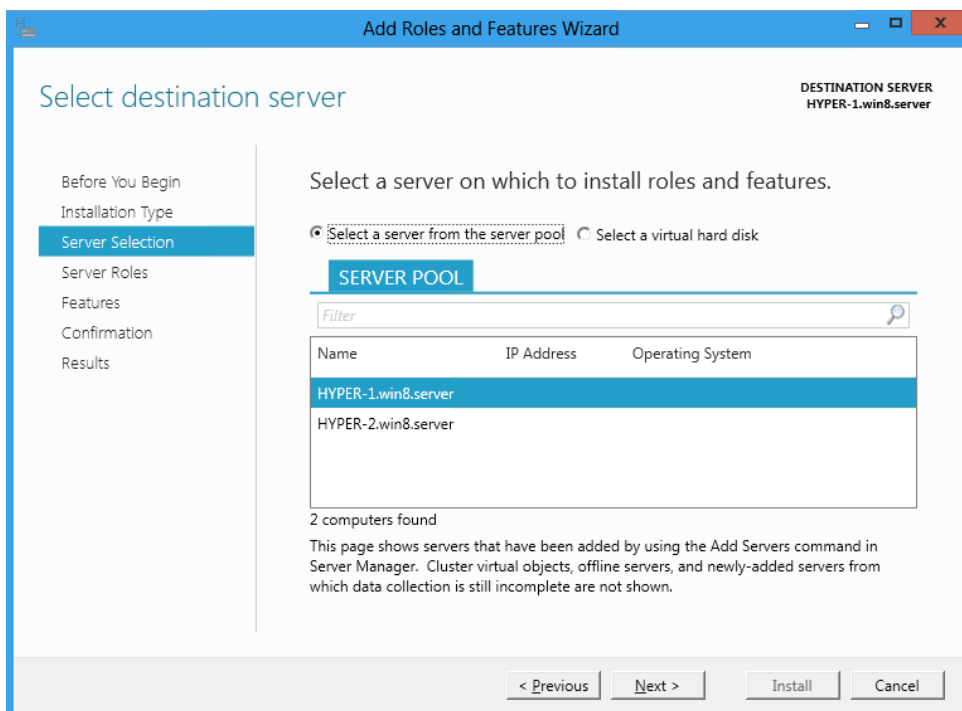 Add Roles and Features Wizard
Select destination server
DESTINATION SERVER
HYPER-1.win8.server
Before You Begin
Installation Type
Server Selection
Server Roles
Features
Confirmation
Results
Select a server on which to install roles and features.
Select a server from the server pool Select a virtual hard disk
SERVER POOL
Filter
Name IP Address Operating System
HYPER-1.win8.server
HYPER-2.win8.server
2 computers found
This page shows servers that have been added by using the Add Servers command in
Server Manager. Cluster virtual objects, offline servers, and newly-added servers from
which data collection is still incomplete are not shown.
< Previous Next > Install Cancel